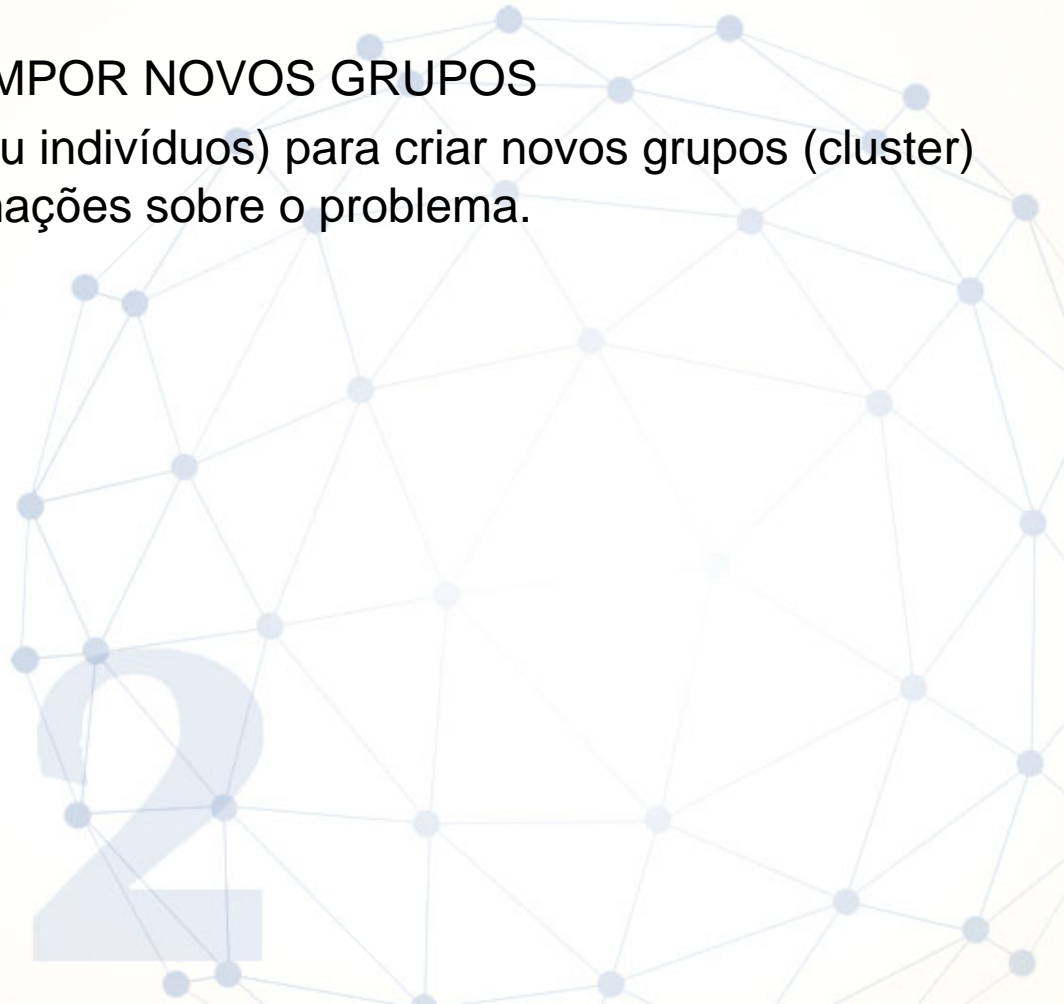 MPOR NOVOS GRUPOS
u indivíduos) para criar novos grupos (cluster)
nações sobre o problema.
2